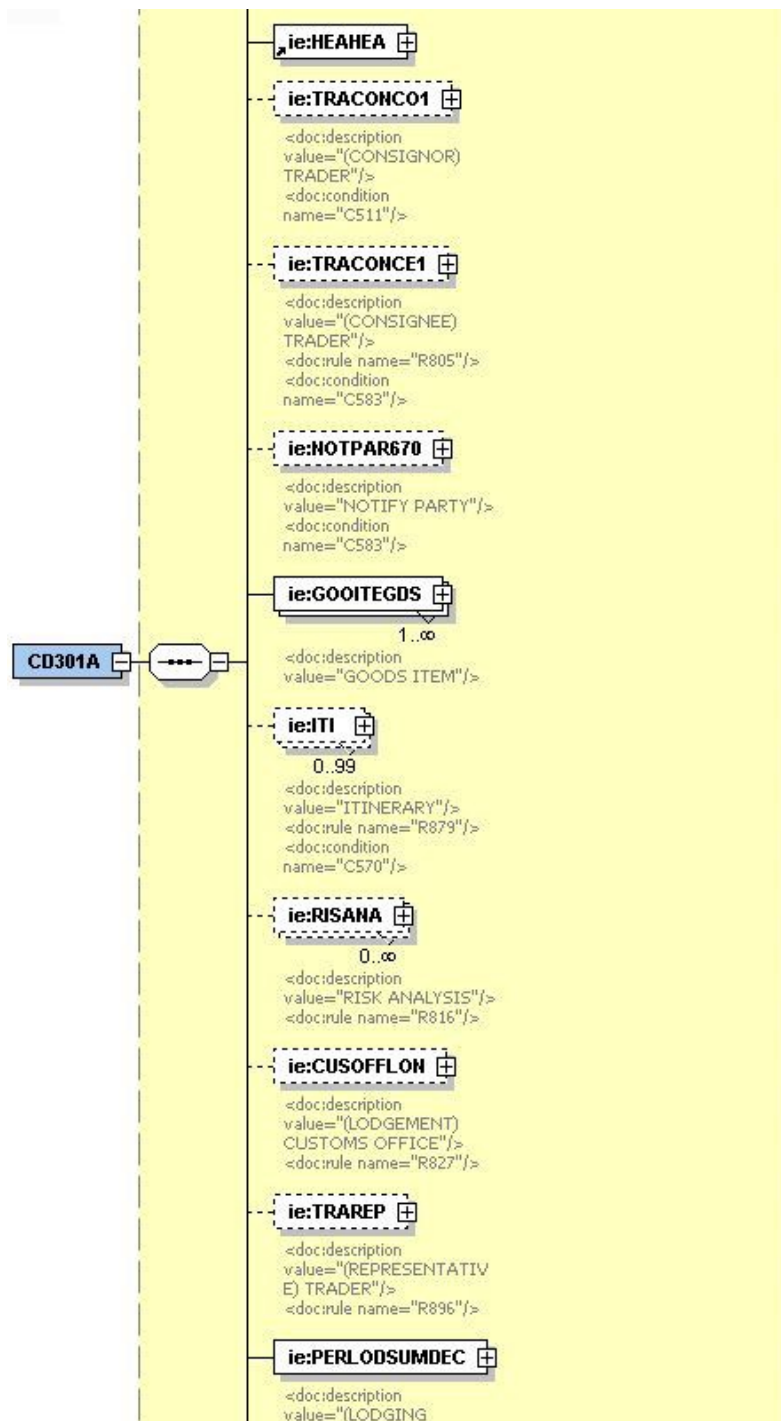 ie:HEAHEA
ie:TRACONCO1
<doc:description
value="(CONSIGNOR)
TRADER"/>
<doc:condition
name="C511"/>
ie:TRACONCE1
<doc:description
value="(CONSIGNEE)
TRADER"/>
<doc:rule name="R805"/>
<doc:condition
name="C583"/>
ie:NOTPAR670
<doc:description
value="NOTIFY PARTY"/>
<doc:condition
name="C583"/>
ie:GOOITEGDS
1..∞
<doc:description
value="GOODS ITEM"/>
CD301A
ie:ITI
0..99
<doc:description
value="ITINERARY"/>
<doc:rule name="R879"/>
<doc:condition
name="C570"/>
ie:RISANA
0..∞
<doc:description
value="RISK ANALYSIS"/>
<doc:rule name="R816"/>
ie:CUSOFFLON
<doc:description
value="(LODGEMENT)
CUSTOMS OFFICE"/>
<doc:rule name="R827"/>
ie:TRAREP
<doc:description
value="(REPRESENTATIV
E) TRADER"/>
<doc:rule name="R896"/>
ie:PERLODSUMDEC
<doc:description
value="(LODGING